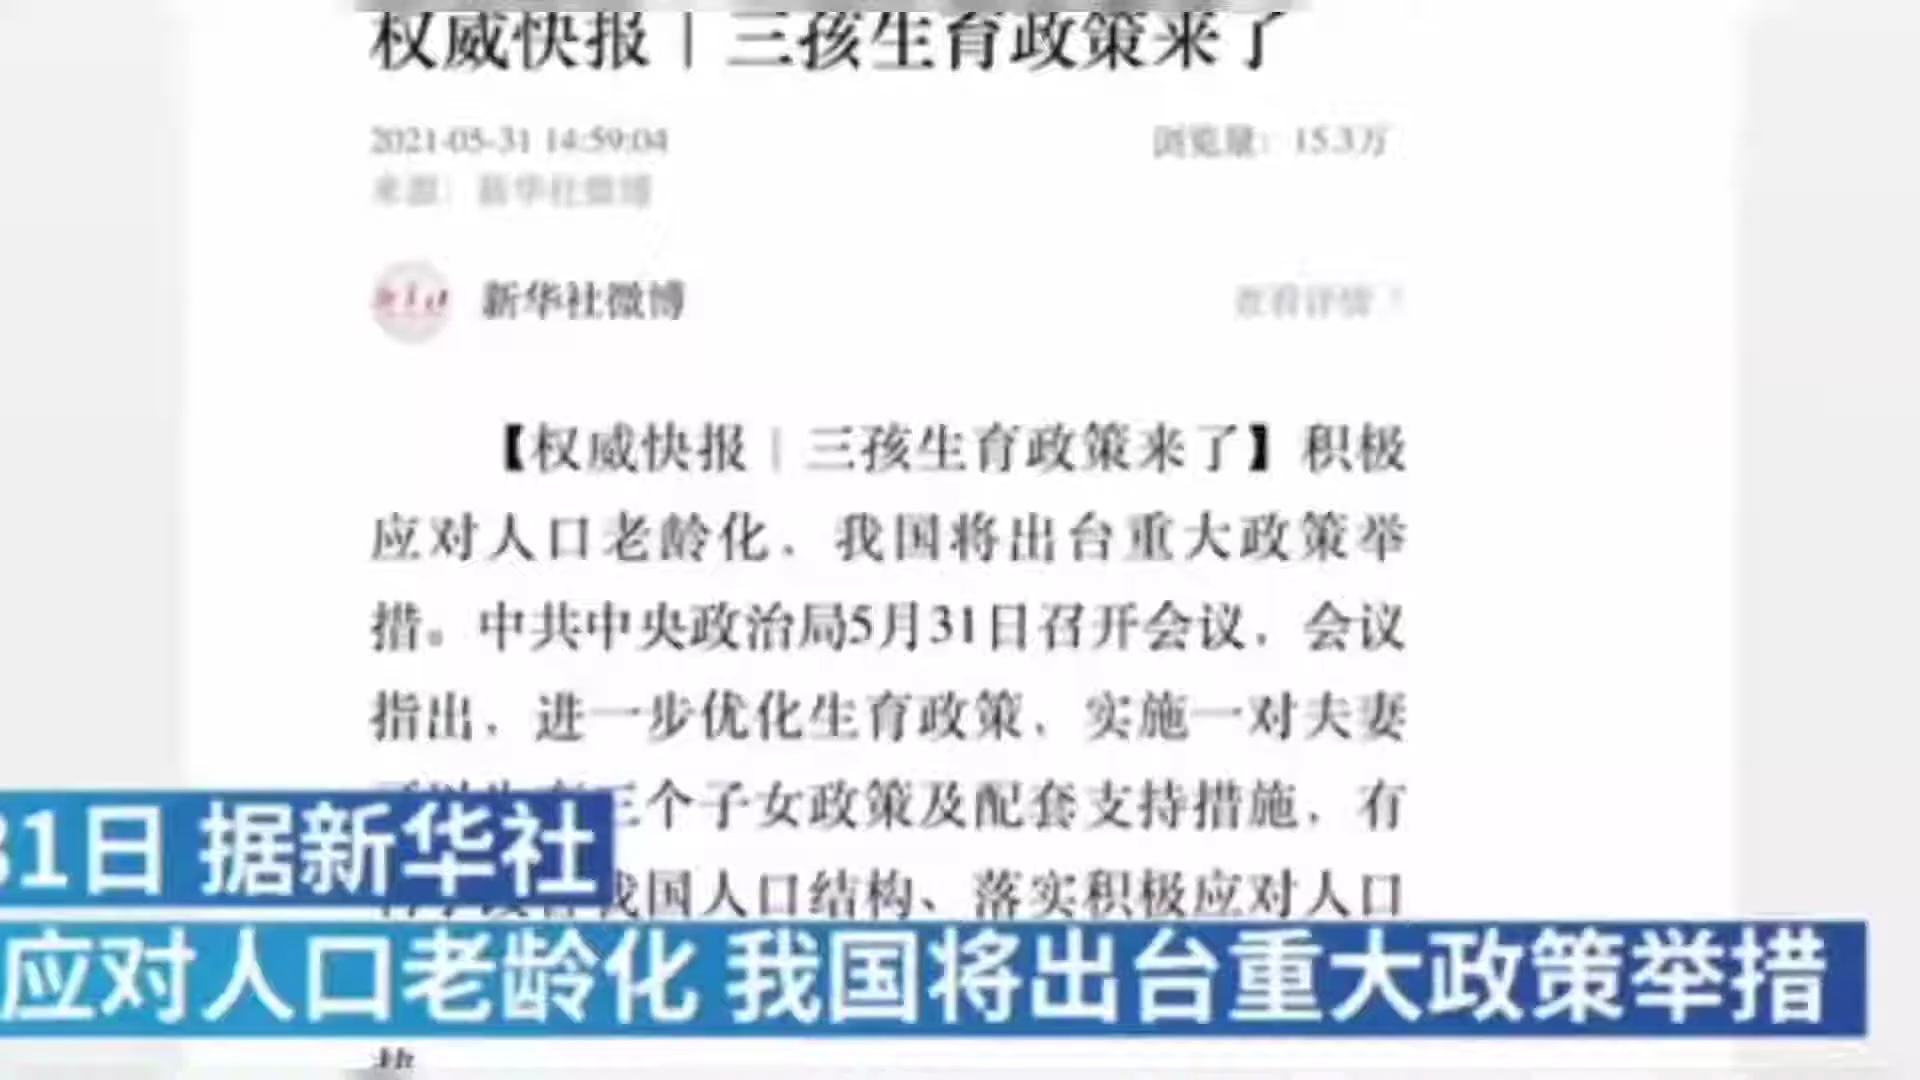 权威快报｜三孩生育政策来了
2021-05-31 14:59:04
浏览量：15.3万
来源：新华社微博
新华社微博
查看详情
【权威快报｜三孩生育政策来了】积极
应对人口老龄化，我国将出台重大政策举
措。中共中央政治局5月31日召开会议，会议
指出，进一步优化生育政策，实施一对夫妻
三个子女政策及配套支持措施，有
31日 据新华社
我国人口结构、落实积极应对人口
应对人口老龄化 我国将出台重大政策举措